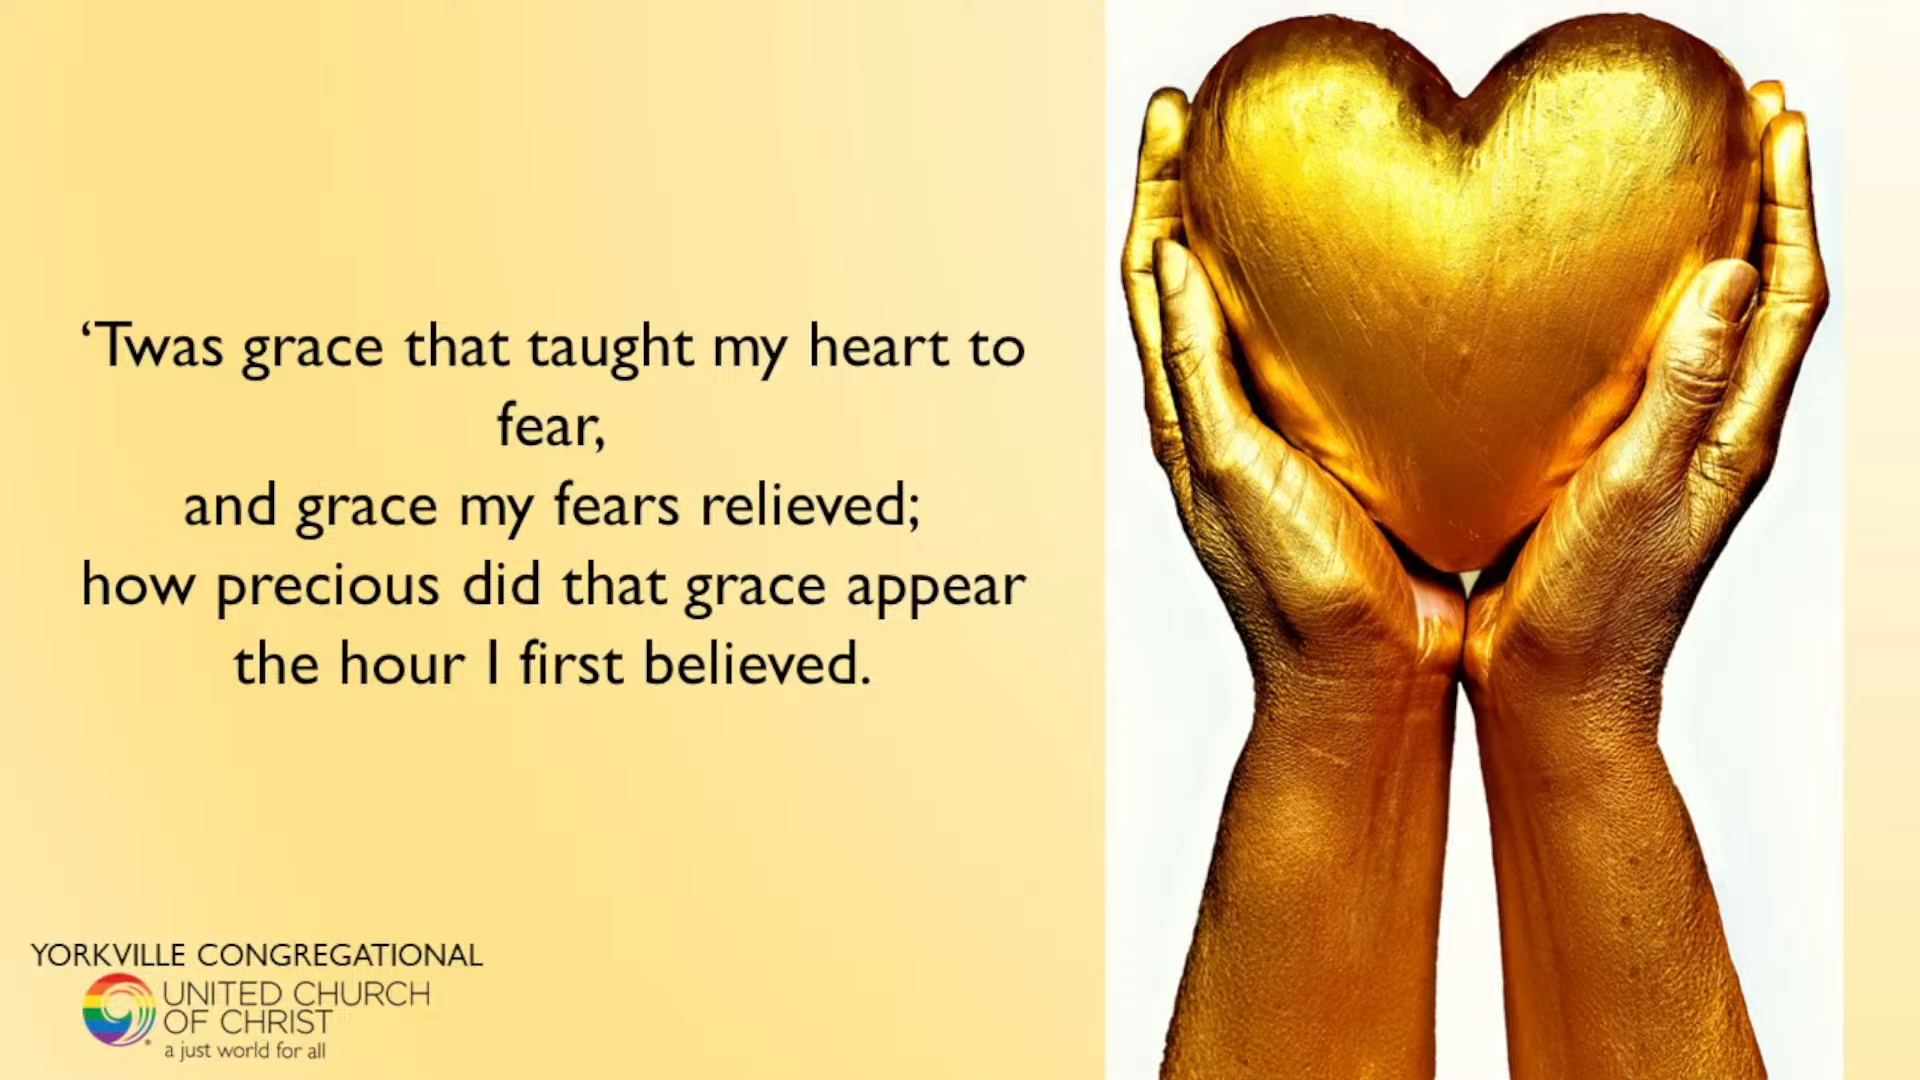 ‘Twas grace that taught my heart to
fear,
and grace my fears relieved;
how precious did that grace appear
the hour I first believed.
YORKVILLE CONGREGATIONAL
UNITED CHURCH
OF CHRIST
a just world for all